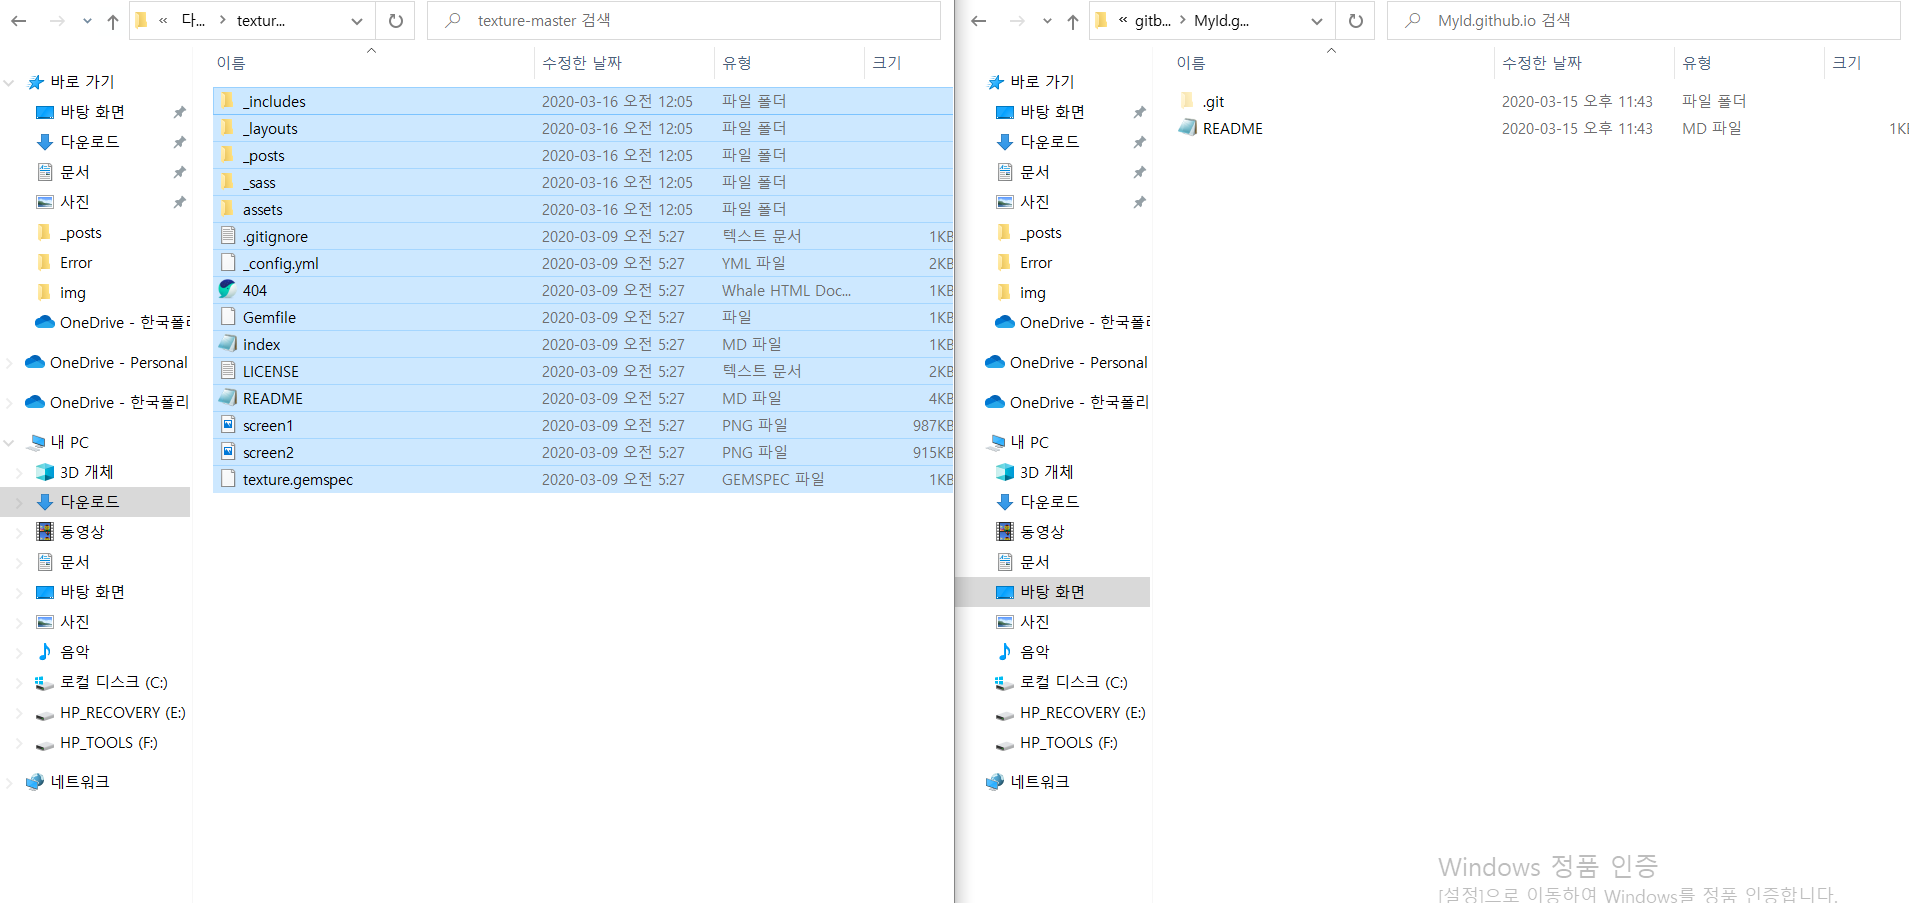 « 다... > textur...
texture-master 검색
이름 수정한 날짜 유형 크기
바로 가기
바탕 화면
다운로드
문서
사진
_posts
Error
img
OneDrive - 한국폴리
OneDrive - Personal
OneDrive - 한국폴리
내 PC
3D 개체
다운로드
동영상
문서
바탕 화면
사진
음악
로컬 디스크 (C:)
HP_RECOVERY (E:)
HP_TOOLS (F:)
네트워크
_includes 2020-03-16 오전 12:05 파일 폴더
_layouts 2020-03-16 오전 12:05 파일 폴더
_posts 2020-03-16 오전 12:05 파일 폴더
_sass 2020-03-16 오전 12:05 파일 폴더
assets 2020-03-16 오전 12:05 파일 폴더
.gitignore 2020-03-09 오전 5:27 텍스트 문서 1KB
_config.yml 2020-03-09 오전 5:27 YML 파일 2KB
404 2020-03-09 오전 5:27 Whale HTML Doc... 1KB
Gemfile 2020-03-09 오전 5:27 파일 1KB
index 2020-03-09 오전 5:27 MD 파일 1KB
LICENSE 2020-03-09 오전 5:27 텍스트 문서 2KB
README 2020-03-09 오전 5:27 MD 파일 4KB
screen1 2020-03-09 오전 5:27 PNG 파일 987KB
screen2 2020-03-09 오전 5:27 PNG 파일 915KB
texture.gemspec 2020-03-09 오전 5:27 GEMSPEC 파일 1KB
« gitb... > MyId.g...
MyId.github.io 검색
이름 수정한 날짜 유형 크기
바로 가기
바탕 화면
다운로드
문서
사진
_posts
Error
img
OneDrive - 한국폴리
OneDrive - Personal
OneDrive - 한국폴리
내 PC
3D 개체
다운로드
동영상
문서
바탕 화면
사진
음악
로컬 디스크 (C:)
HP_RECOVERY (E:)
HP_TOOLS (F:)
네트워크
.git 2020-03-15 오후 11:43 파일 폴더
README 2020-03-15 오후 11:43 MD 파일 1KB
Windows 정품 인증
[설정]으로 이동하여 Windows를 정품 인증합니다.